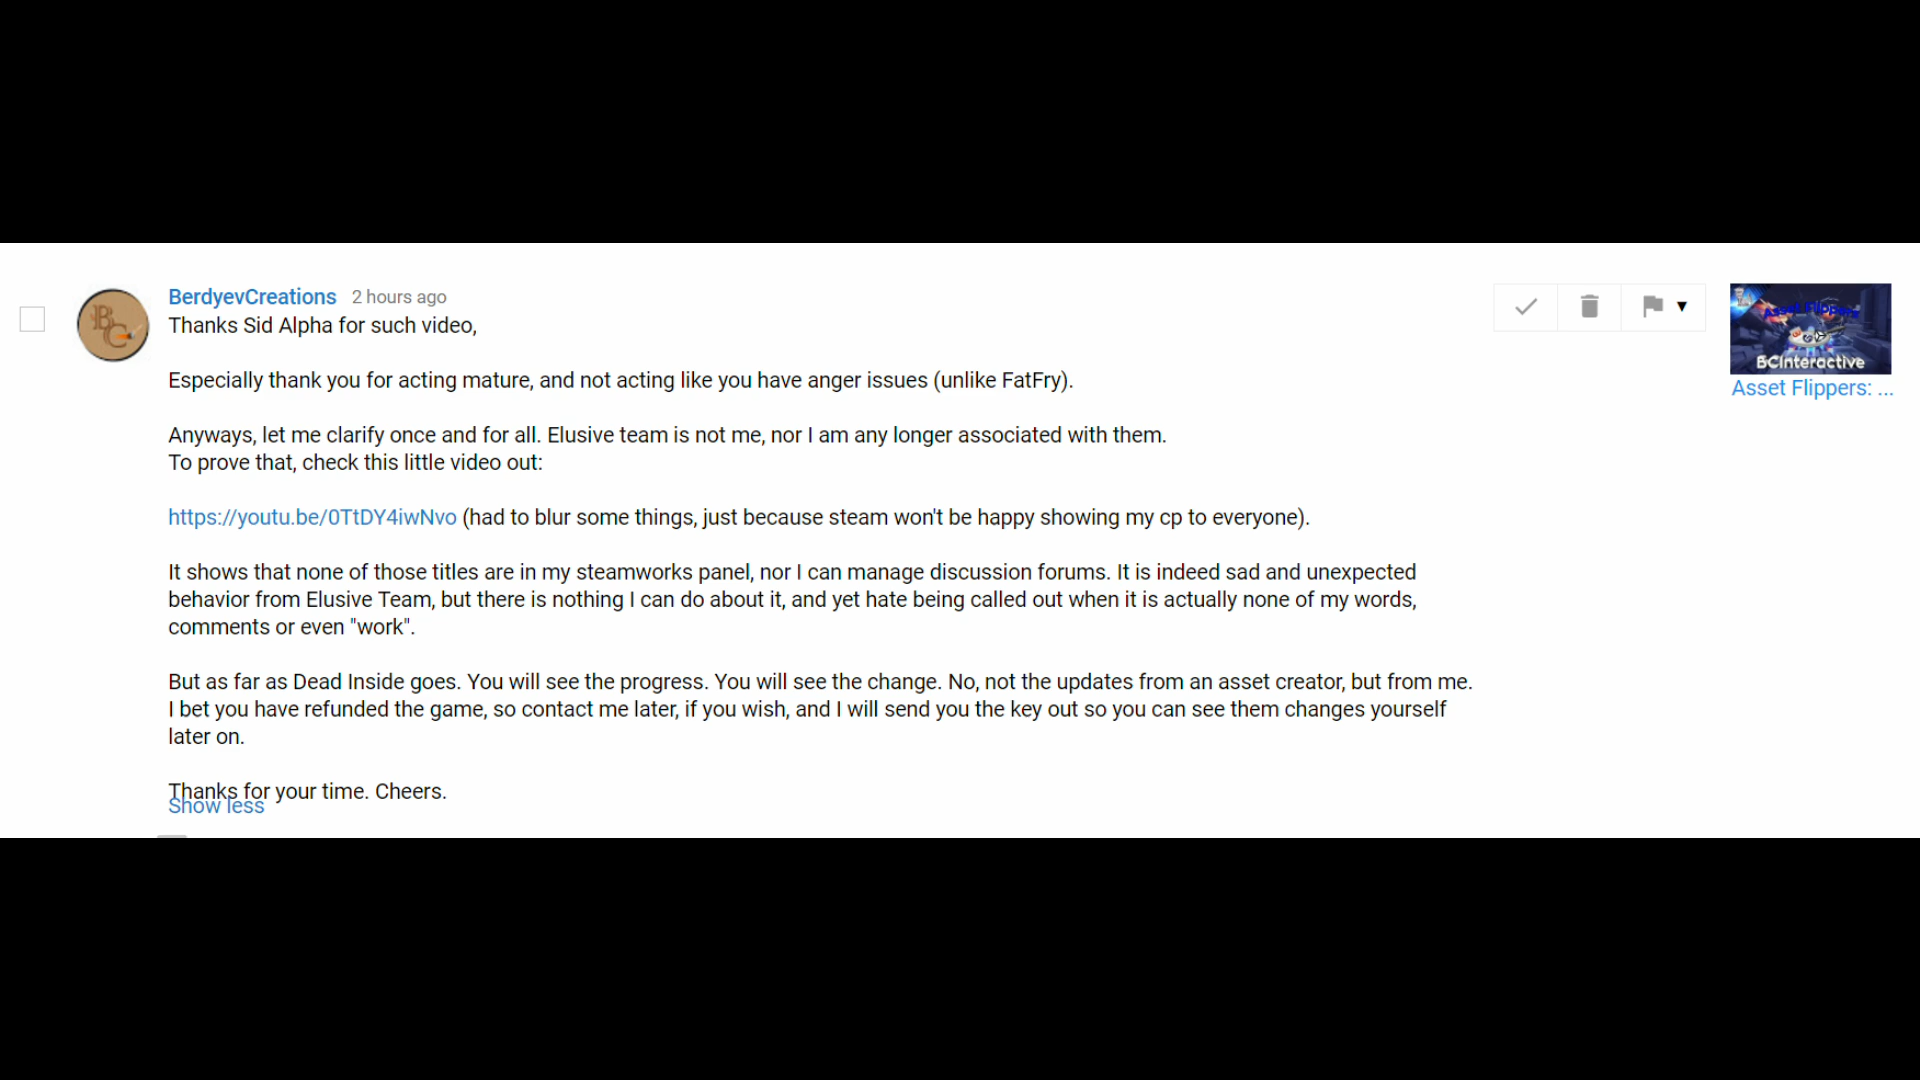 BerdyevCreations 2 hours ago
Thanks Sid Alpha for such video,
Especially thank you for acting mature, and not acting like you have anger issues (unlike FatFry).
Anyways, let me clarify once and for all. Elusive team is not me, nor I am any longer associated with them.
To prove that, check this little video out:
https://youtu.be/0TtDY4iwNvo (had to blur some things, just because steam won't be happy showing my cp to everyone).
It shows that none of those titles are in my steamworks panel, nor I can manage discussion forums. It is indeed sad and unexpected
behavior from Elusive Team, but there is nothing I can do about it, and yet hate being called out when it is actually none of my words,
comments or even "work".
But as far as Dead Inside goes. You will see the progress. You will see the change. No, not the updates from an asset creator, but from me.
I bet you have refunded the game, so contact me later, if you wish, and I will send you the key out so you can see them changes yourself
later on.
Thanks for your time. Cheers.
Show less
BC
Asset Flippers
BCInteractive
Asset Flippers: ...